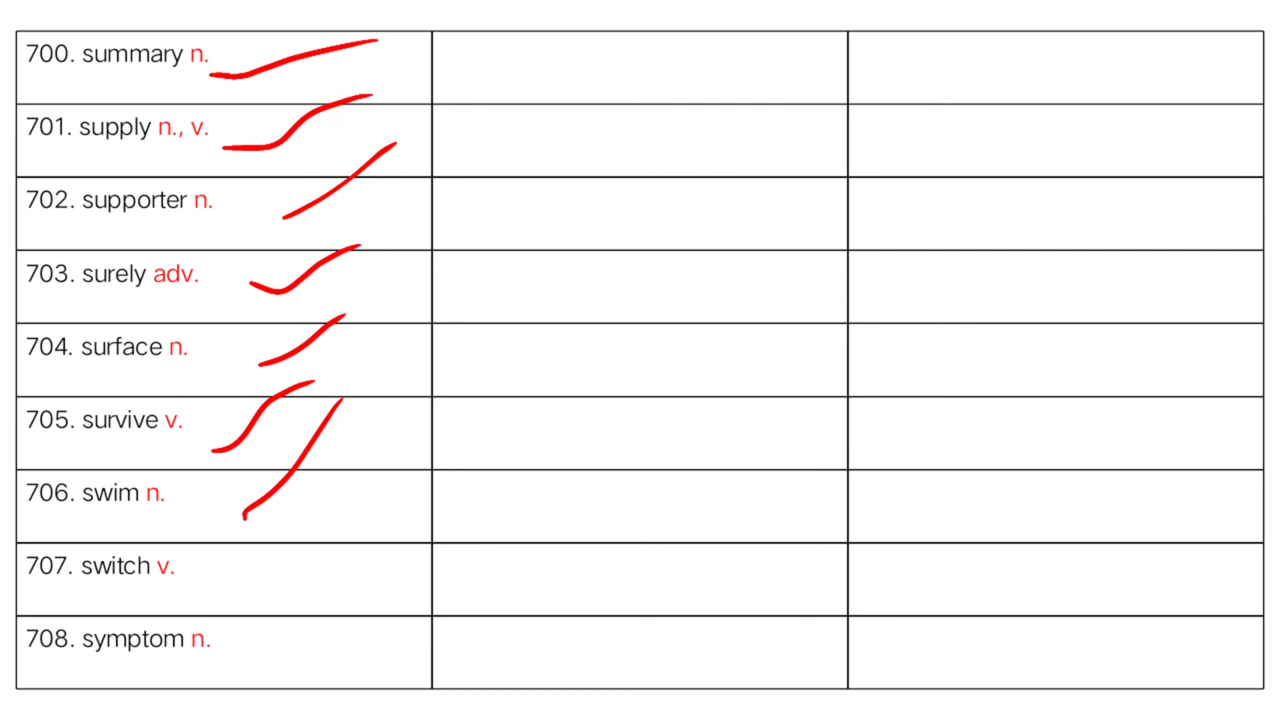 700. summary n.
701. supply n., v.
702. supporter n.
703. surely adv.
704. surface n.
705. survive v.
706. swim n.
707. switch v.
708. symptom n.